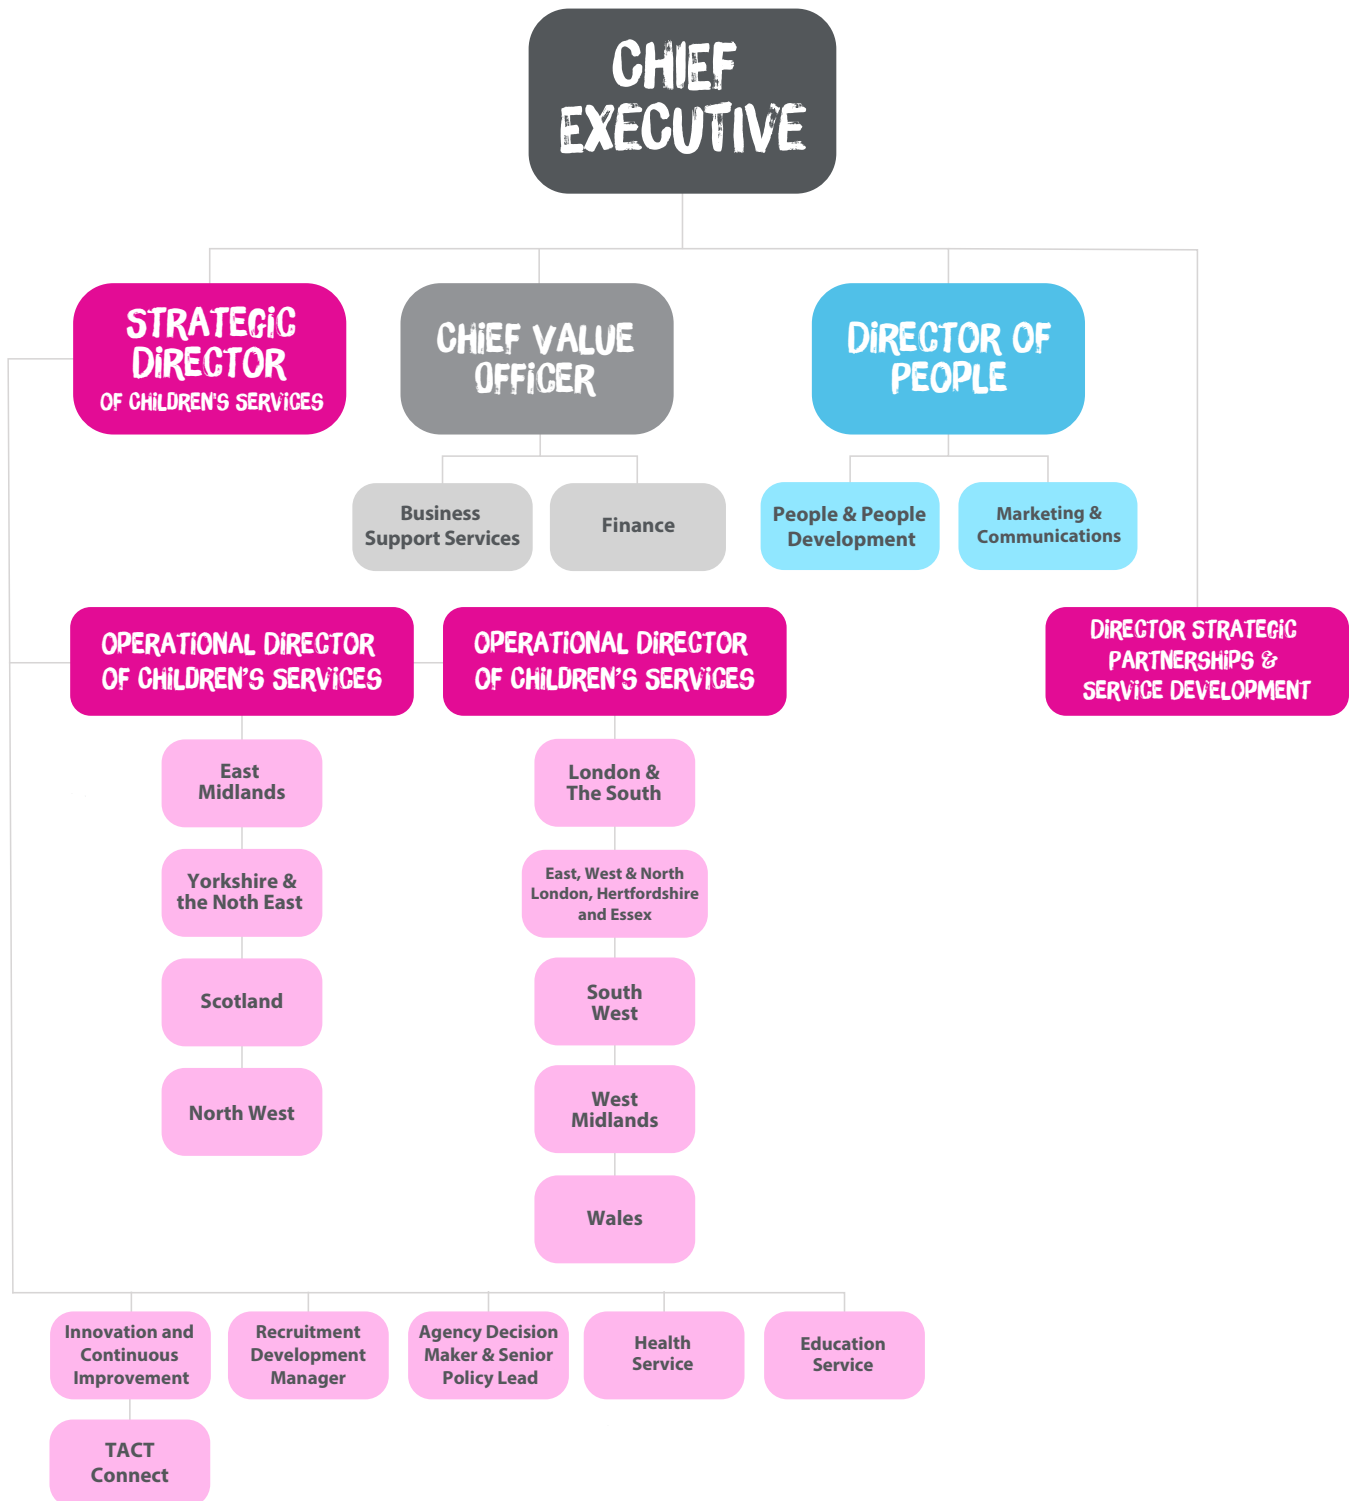 CHIEF
EXECUTIVE
STRATEGiC
DiRECTOR
OF CHiLDREN'S SERViCES
CHiEF VALUE
OFFiCER
DiRECTOR OF
PEOPLE
Business
Support Services
Finance
People & People
Development
Marketing &
Communications
OPERATiONAL DiRECTOR
OF CHiLDREN'S SERViCES
OPERATiONAL DiRECTOR
OF CHiLDREN'S SERViCES
DiRECTOR STRATEGiC
PARTNERSHiPS &
SERViCE DEVELOPMENT
East
Midlands
Yorkshire &
the Noth East
Scotland
North West
London &
The South
East, West & North
London, Hertfordshire
and Essex
South
West
West
Midlands
Wales
Innovation and
Continuous
Improvement
Recruitment
Development
Manager
Agency Decision
Maker & Senior
Policy Lead
Health
Service
Education
Service
TACT
Connect